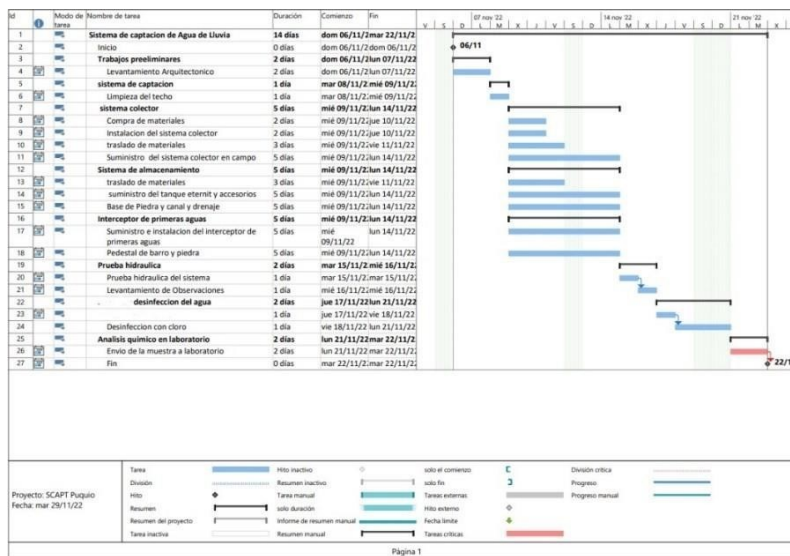 Id Modo de tarea Nombre de tarea Duración Comienzo Fin 07 nov '22 14 nov '22 21 nov '22
V S D L M X J V S D L M X J V S D L M
1 Sistema de captacion de Agua de Lluvia 14 días dom 06/11/2 mar 22/11/2
2 Inicio 0 días dom 06/11/2 dom 06/11/2 06/11
3 Trabajos preeliminares 2 días dom 06/11/2 lun 07/11/22
4 Levantamiento Arquitectonico 2 días dom 06/11/2 lun 07/11/22
5 sistema de captacion 1 día mar 08/11/2 mié 09/11/22
6 Limpieza del techo 1 día mar 08/11/2 mié 09/11/22
7 sistema colector 5 días mié 09/11/2 lun 14/11/22
8 Compra de materiales 2 días mié 09/11/2 jue 10/11/22
9 Instalacion del sistema colector 2 días mié 09/11/2 jue 10/11/22
10 traslado de materiales 3 días mié 09/11/2 vie 11/11/22
11 Suministro del sistema colector en campo 5 días mié 09/11/2 lun 14/11/22
12 Sistema de almacenamiento 5 días mié 09/11/2 lun 14/11/22
13 traslado de materiales 3 días mié 09/11/2 vie 11/11/22
14 suministro del tanque eternit y accesorios 5 días mié 09/11/2 lun 14/11/22
15 Base de Piedra y canal y drenaje 5 días mié 09/11/2 lun 14/11/22
16 Interceptor de primeras aguas 5 días mié 09/11/2 lun 14/11/22
17 Suministro e instalacion del interceptor de primeras aguas 5 días mié 09/11/22 lun 14/11/22
18 Pedestal de barro y piedra 5 días mié 09/11/2 lun 14/11/22
19 Prueba hidraulica 2 días mar 15/11/2 mié 16/11/2
20 Prueba hidraulica del sistema 1 día mar 15/11/2 mar 15/11/22
21 Levantamiento de Observaciones 1 día mié 16/11/2 mié 16/11/22
22 . desinfeccion del agua 2 días jue 17/11/22 lun 21/11/22
23 1 día jue 17/11/22 vie 18/11/22
24 Desinfeccion con cloro 1 día vie 18/11/22 lun 21/11/22
25 Analisis quimico en laboratorio 2 días lun 21/11/22 mar 22/11/22
26 Envio de la muestra a laboratorio 2 días lun 21/11/22 mar 22/11/22
27 Fin 0 días mar 22/11/2 mar 22/11/22 22/1
Proyecto: SCAPT Puquio
Fecha: mar 29/11/22
Tarea Hito inactivo solo el comienzo División crítica
División Resumen inactivo solo fin Progreso
Hito Tarea manual Tareas externas Progreso manual
Resumen solo duración Hito externo
Resumen del proyecto Informe de resumen manual Fecha límite
Tarea inactiva Resumen manual Tareas críticas
Página 1